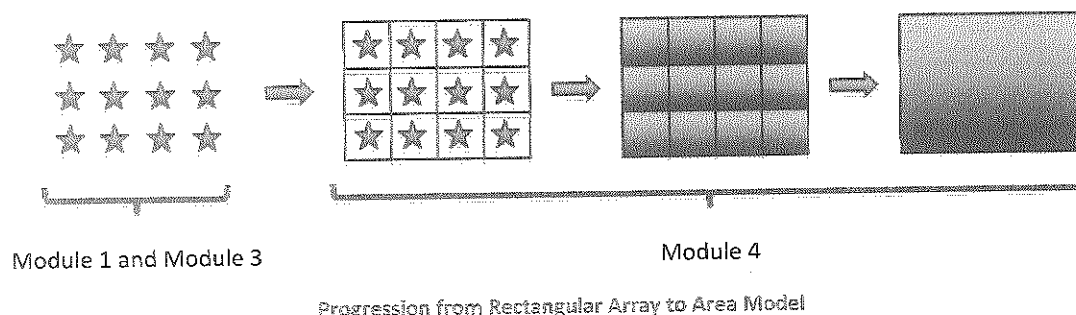 Module 1 and Module 3
Module 4
Progression from Rectangular Array to Area Model